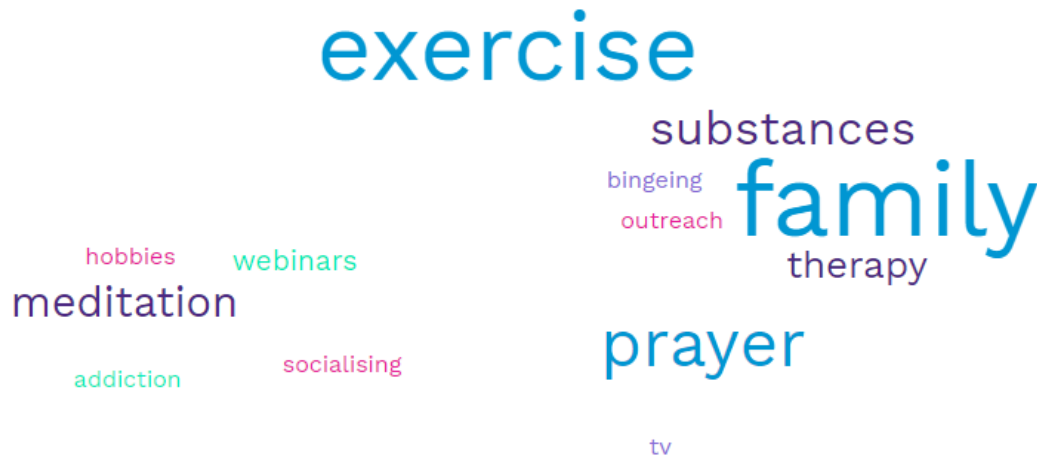 exercise
substances
bingeing
family
outreach
hobbies
webinars
therapy
meditation
prayer
socialising
addiction
tv